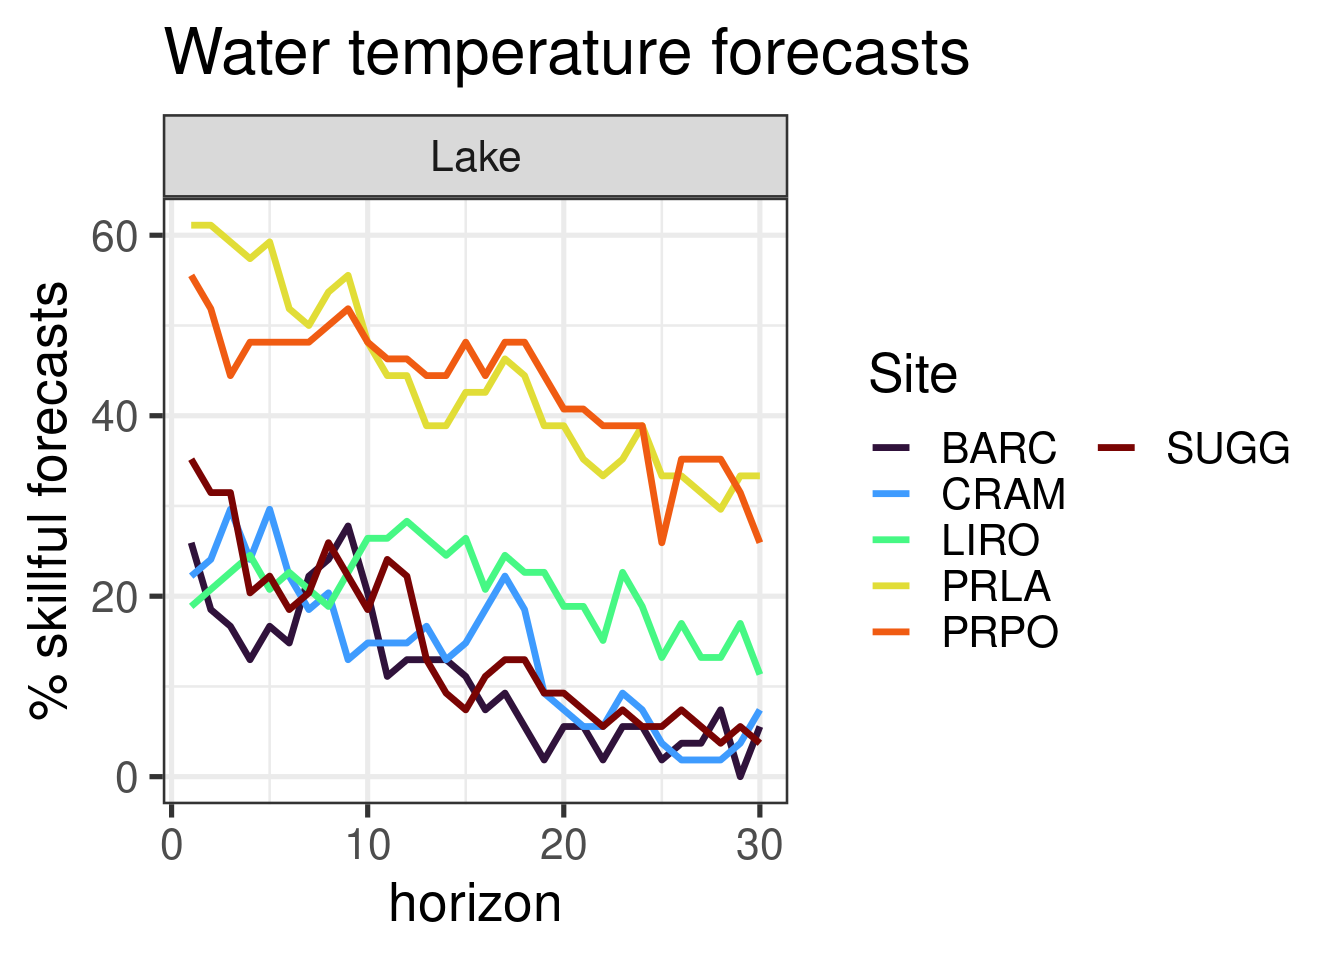 Water temperature forecasts
Lake
% skillful forecasts
60
40
20
0
0 10 20 30
horizon
Site
BARC SUGG
CRAM
LIRO
PRLA
PRPO